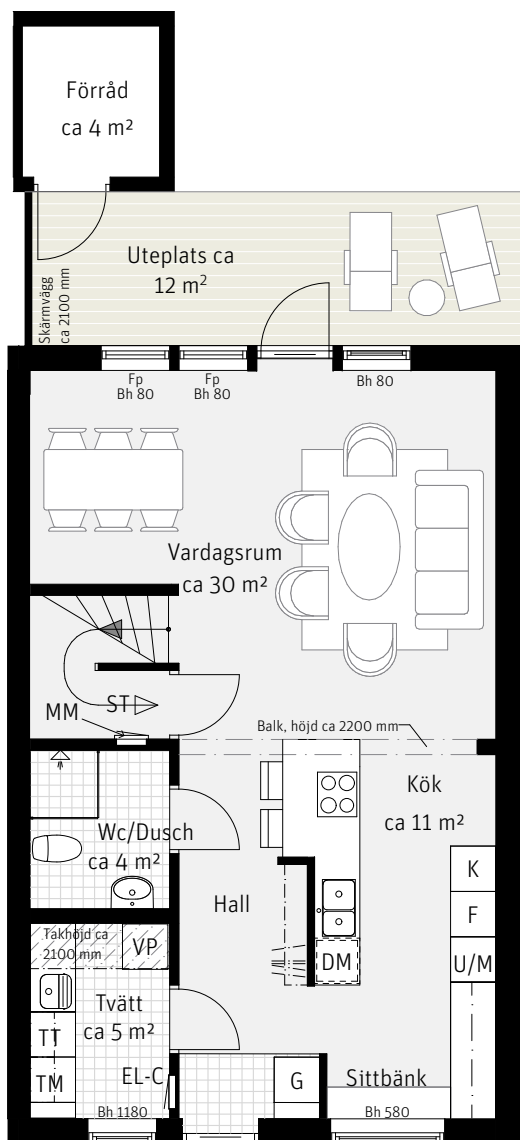 Förråd
ca 4 m²
Uteplats ca
12 m²
Skärmvägg
ca 2100 mm
Fp
Bh 80
Fp
Bh 80
Bh 80
Vardagsrum
ca 30 m²
ST
MM
Balk, höjd ca 2200 mm
Kök
ca 11 m²
Wc/Dusch
ca 4 m²
Hall
K
F
U/M
DM
Takhöjd ca
2100 mm
VP
Tvätt
ca 5 m²
TT
TM
EL-C
G
Sittbänk
Bh 1180
Bh 580